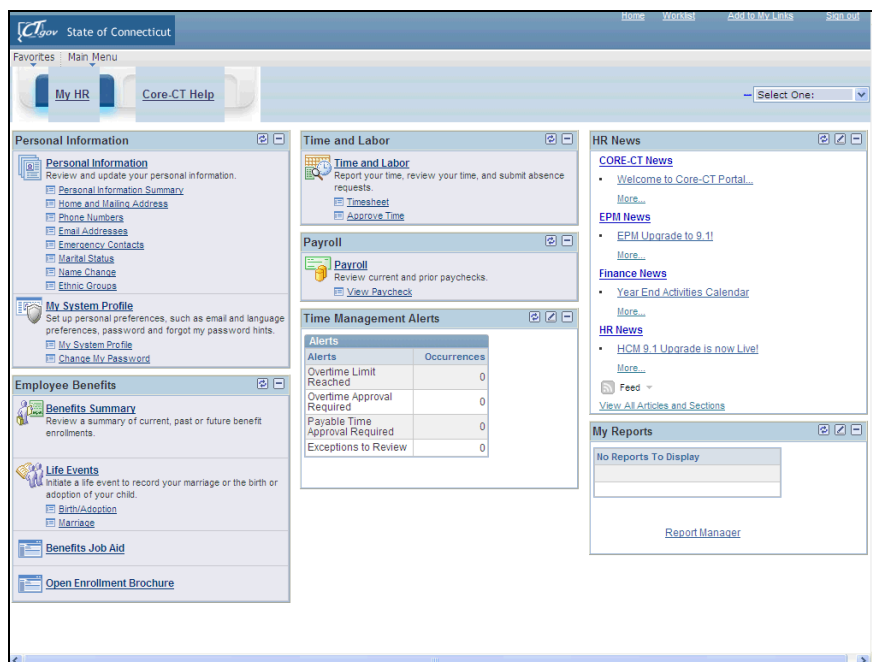 Home Worklist Add to My Links Sign out
CT.gov State of Connecticut
Favorites Main Menu
My HR Core-CT Help
Select One:
Personal Information
Personal Information
Review and update your personal information.
Personal Information Summary
Home and Mailing Address
Phone Numbers
Email Addresses
Emergency Contacts
Marital Status
Name Change
Ethnic Groups
My System Profile
Set up personal preferences, such as email and language
preferences, password and forgot my password hints.
My System Profile
Change My Password
Employee Benefits
Benefits Summary
Review a summary of current, past or future benefit
enrollments.
Life Events
Initiate a life event to record your marriage or the birth or
adoption of your child.
Birth/Adoption
Marriage
Benefits Job Aid
Open Enrollment Brochure
Time and Labor
Time and Labor
Report your time, review your time, and submit absence
requests.
Timesheet
Approve Time
Payroll
Payroll
Review current and prior paychecks.
View Paycheck
Time Management Alerts
Alerts
Alerts Occurrences
Overtime Limit
Reached 0
Overtime Approval
Required 0
Payable Time
Approval Required 0
Exceptions to Review 0
HR News
CORE-CT News
Welcome to Core-CT Portal...
More...
EPM News
EPM Upgrade to 9.1!
More...
Finance News
Year End Activities Calendar
More...
HR News
HCM 9.1 Upgrade is now Live!
More...
Feed
View All Articles and Sections
My Reports
No Reports To Display
Report Manager